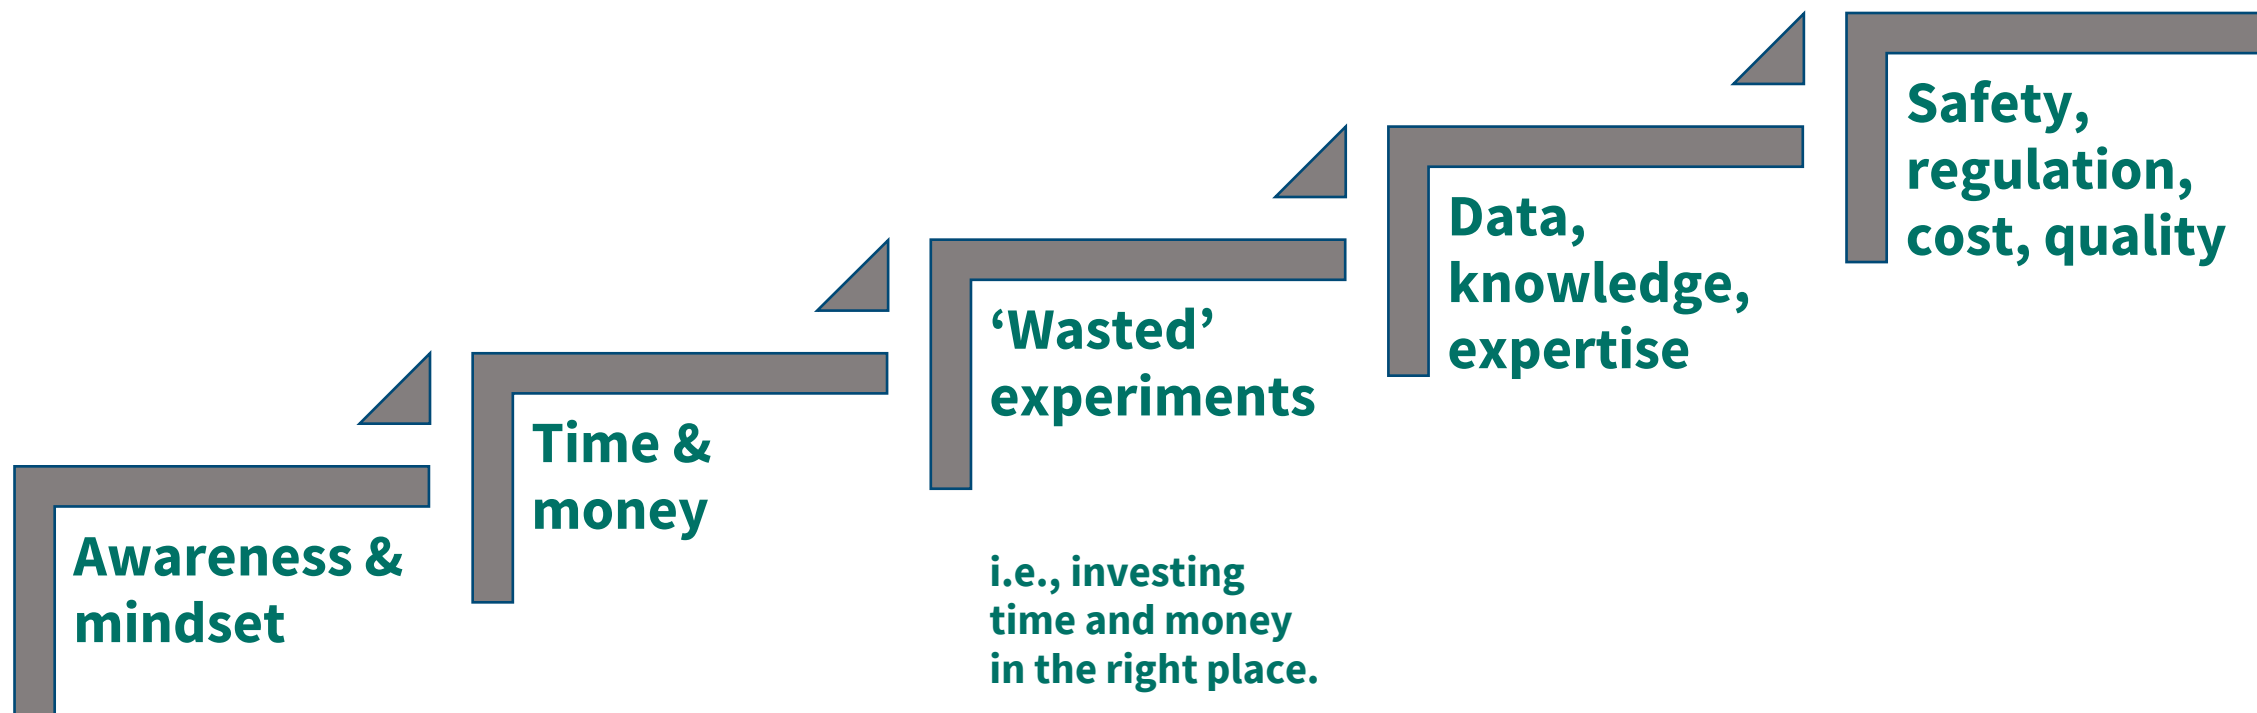 Awareness &
mindset
Time &
money
‘Wasted’
experiments
i.e., investing
time and money
in the right place.
Data,
knowledge,
expertise
Safety,
regulation,
cost, quality